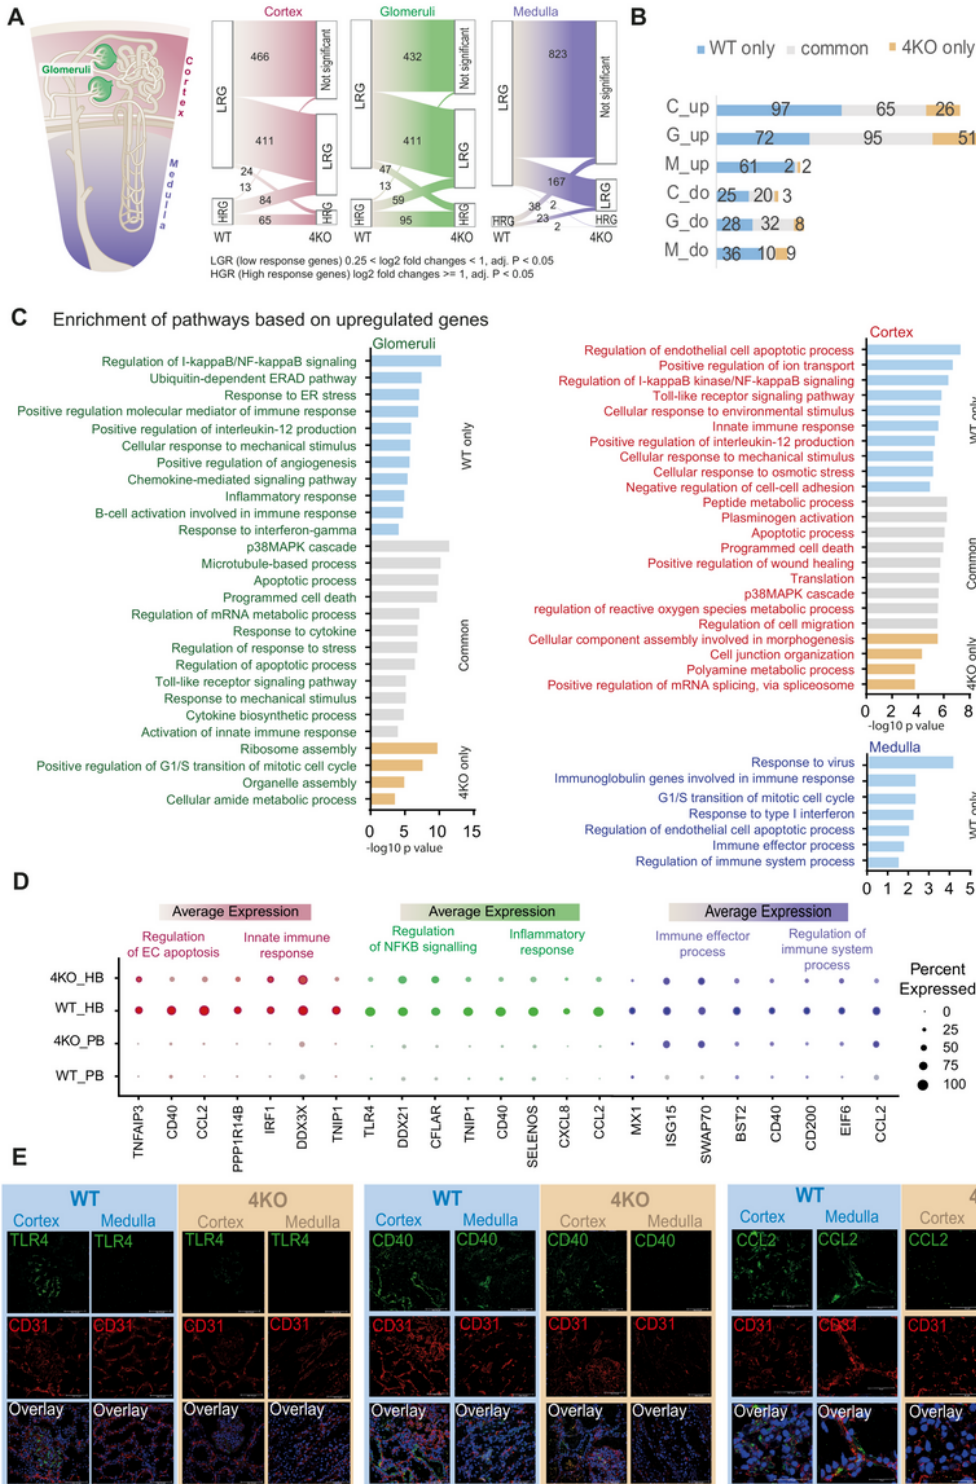 A
Glomeruli
Cortex
Medulla
Cortex
Glomeruli
Medulla
LRG
466
Not significant
411
LRG
24
13
84
HRG
65
HRG
WT
4KO
LRG
432
Not significant
411
LRG
47
13
59
HRG
95
HRG
WT
4KO
LRG
823
Not significant
167
LRG
38
2
HRG
23
2
HRG
WT
4KO
LGR (low response genes) 0.25 < log2 fold changes < 1, adj. P < 0.05
HGR (High response genes) log2 fold changes >= 1, adj. P < 0.05
B
WT only
common
4KO only
C_up 97 65 26
G_up 72 95 51
M_up 61 2 2
C_do 25 20 3
G_do 28 32 8
M_do 36 10 9
C
Enrichment of pathways based on upregulated genes
Glomeruli
Regulation of I-kappaB/NF-kappaB signaling
Ubiquitin-dependent ERAD pathway
Response to ER stress
Positive regulation molecular mediator of immune response
Positive regulation of interleukin-12 production
Cellular response to mechanical stimulus
Positive regulation of angiogenesis
Chemokine-mediated signaling pathway
Inflammatory response
B-cell activation involved in immune response
Response to interferon-gamma
WT only
p38MAPK cascade
Microtubule-based process
Apoptotic process
Programmed cell death
Regulation of mRNA metabolic process
Response to cytokine
Regulation of response to stress
Regulation of apoptotic process
Toll-like receptor signaling pathway
Response to mechanical stimulus
Cytokine biosynthetic process
Activation of innate immune response
Common
Ribosome assembly
Positive regulation of G1/S transition of mitotic cell cycle
Organelle assembly
Cellular amide metabolic process
4KO only
0 5 10 15
-log10 p value
Cortex
Regulation of endothelial cell apoptotic process
Positive regulation of ion transport
Regulation of I-kappaB kinase/NF-kappaB signaling
Toll-like receptor signaling pathway
Cellular response to environmental stimulus
Innate immune response
Positive regulation of interleukin-12 production
Cellular response to mechanical stimulus
Cellular response to osmotic stress
Negative regulation of cell-cell adhesion
WT only
Peptide metabolic process
Plasminogen activation
Apoptotic process
Programmed cell death
Positive regulation of wound healing
Translation
p38MAPK cascade
regulation of reactive oxygen species metabolic process
Regulation of cell migration
Common
Cellular component assembly involved in morphogenesis
Cell junction organization
Polyamine metabolic process
Positive regulation of mRNA splicing, via spliceosome
4KO only
0 2 4 6 8
-log10 p value
Medulla
Response to virus
Immunoglobulin genes involved in immune response
G1/S transition of mitotic cell cycle
Response to type I interferon
Regulation of endothelial cell apoptotic process
Immune effector process
Regulation of immune system process
WT only
0 1 2 3 4 5
D
Average Expression
Average Expression
Average Expression
Regulation
of EC apoptosis
Innate immune
response
Regulation
of NFKB signalling
Inflammatory
response
Immune effector
process
Regulation of
immune system
process
4KO_HB
WT_HB
4KO_PB
WT_PB
Percent
Expressed
0
25
50
75
100
TNFAIP3
CD40
CCL2
PPP1R14B
IRF1
DDX3X
TNIP1
TLR4
DDX21
CFLAR
TNIP1
CD40
SELENOS
CXCL8
CCL2
MX1
ISG15
SWAP70
BST2
CD40
CD200
EIF6
CCL2
E
WT
4KO
WT
4KO
WT
4
Cortex Medulla Cortex Medulla Cortex Medulla Cortex Medulla Cortex Medulla Cortex
TLR4 TLR4 TLR4 TLR4 CD40 CD40 CD40 CD40 CCL2 CCL2 CCL2
CD31 CD31 CD31 CD31 CD31 CD31 CD31 CD31 CD31 CD31 CD31
Overlay Overlay Overlay Overlay Overlay Overlay Overlay Overlay Overlay Overlay Overlay